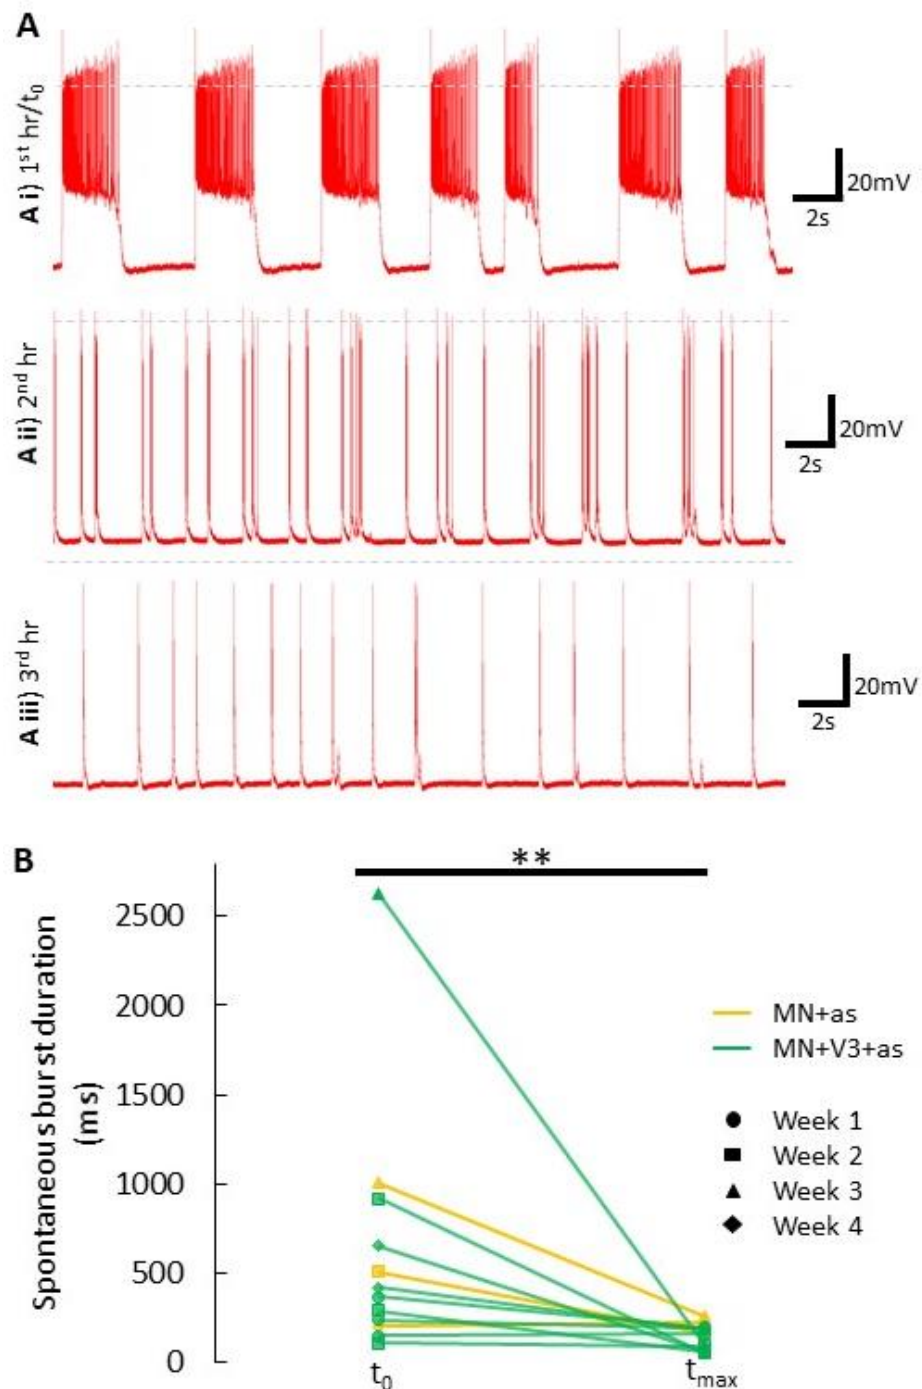 A
A i) 1st hr/t0
20mV
2s
A ii) 2nd hr
20mV
2s
A iii) 3rd hr
20mV
2s
B
**
Spontaneous burst duration
(ms)
2500
2000
1500
1000
500
0
t0
tmax
MN+as
MN+V3+as
Week 1
Week 2
Week 3
Week 4